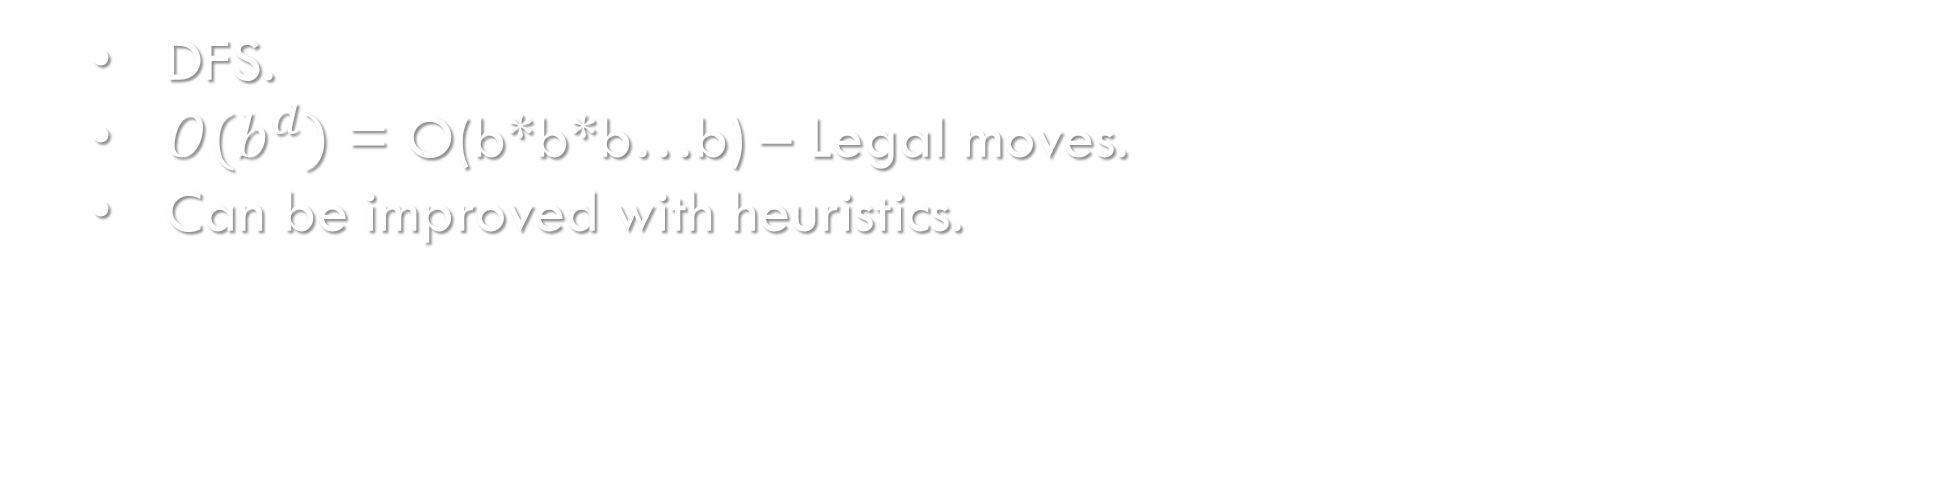 • DFS.
• 𝑂(𝑏^𝑑) = O(b*b*b…b) – Legal moves.
• Can be improved with heuristics.